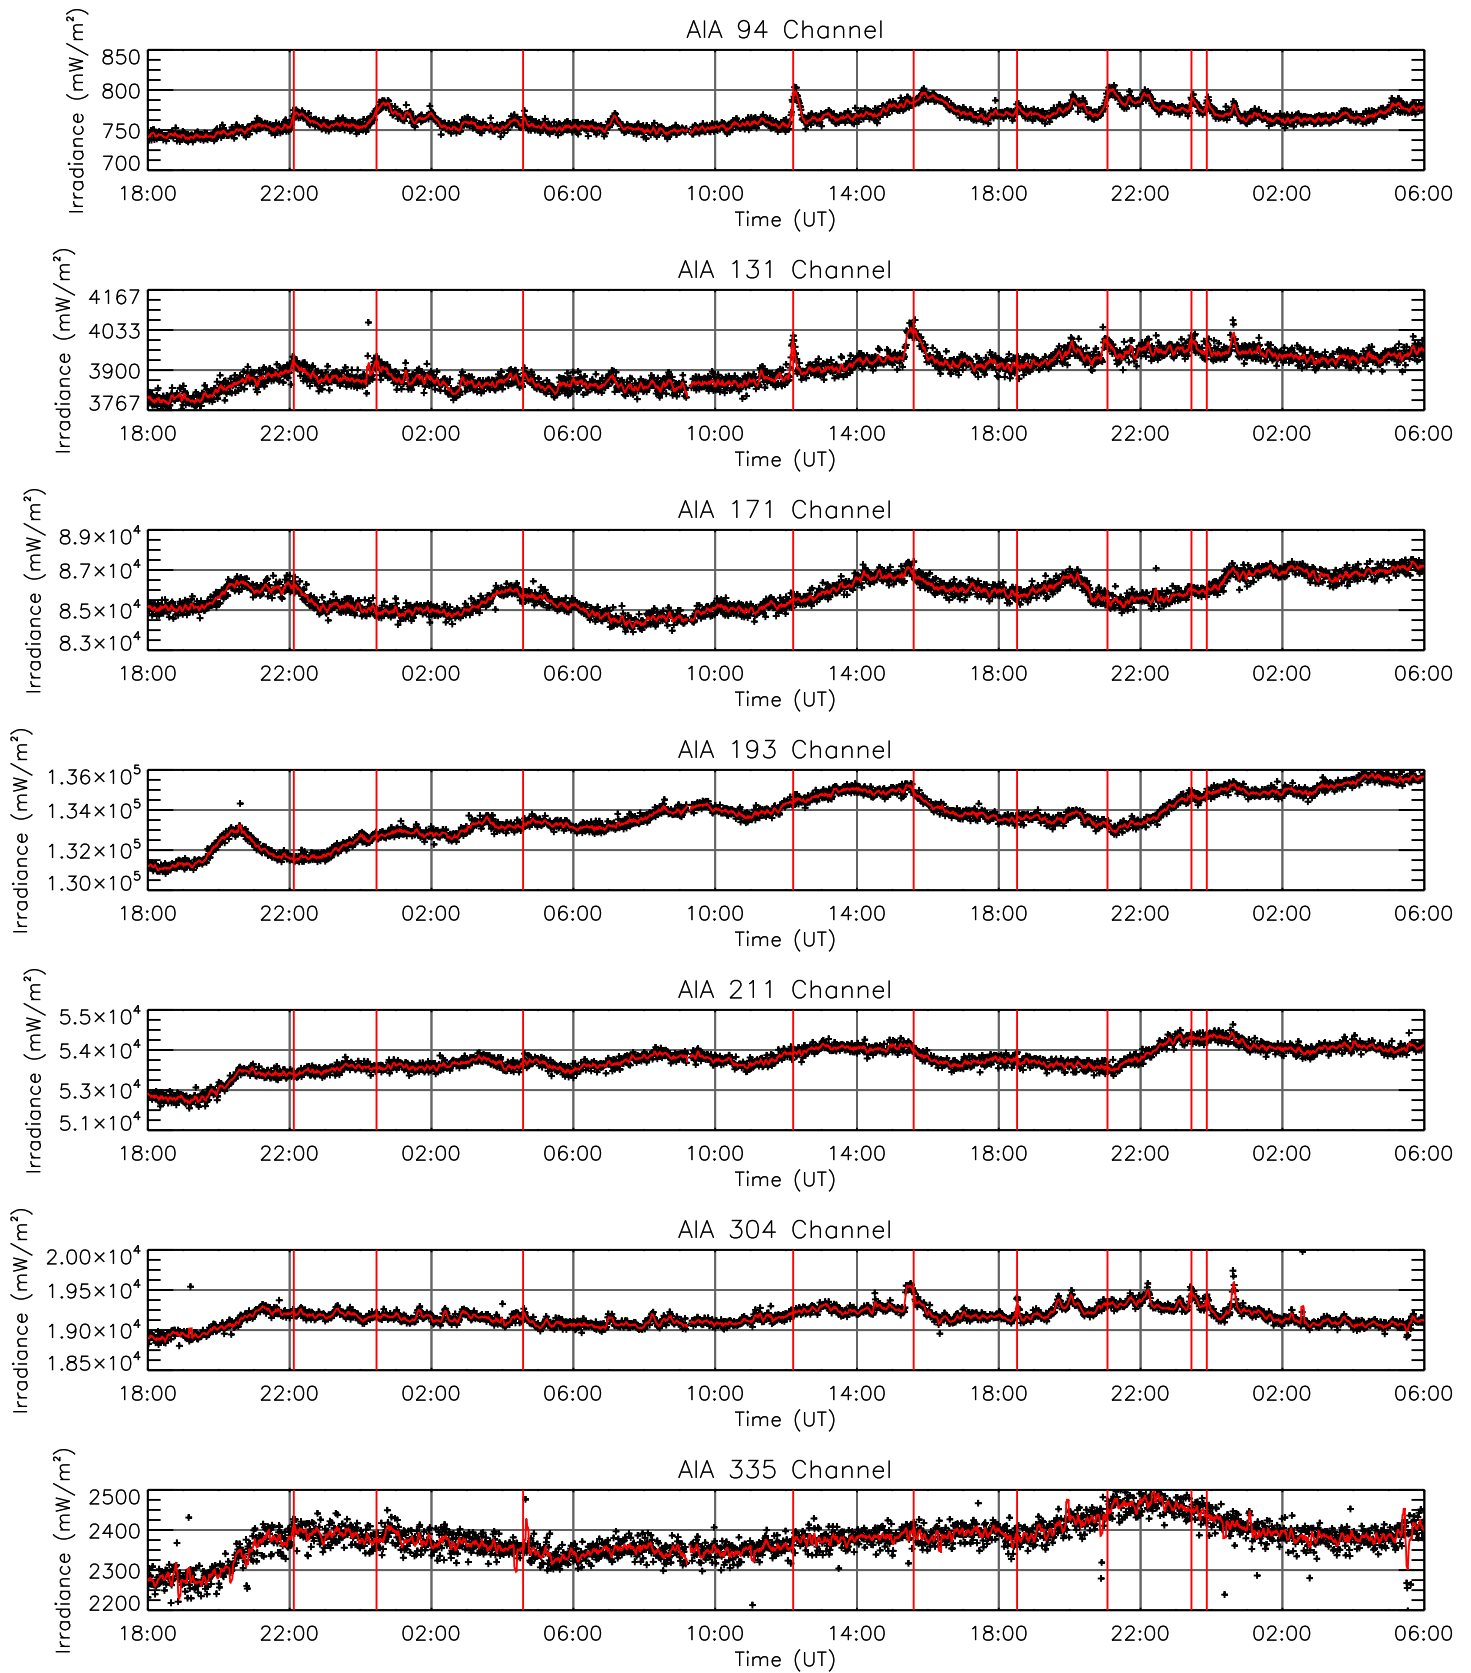 AIA 94 Channel
Irradiance (mW/m²)
850
800
750
700
18:00 22:00 02:00 06:00 10:00 14:00 18:00 22:00 02:00 06:00
Time (UT)
AIA 131 Channel
Irradiance (mW/m²)
4167
4033
3900
3767
18:00 22:00 02:00 06:00 10:00 14:00 18:00 22:00 02:00 06:00
Time (UT)
AIA 171 Channel
Irradiance (mW/m²)
8.9×10⁴
8.7×10⁴
8.5×10⁴
8.3×10⁴
18:00 22:00 02:00 06:00 10:00 14:00 18:00 22:00 02:00 06:00
Time (UT)
AIA 193 Channel
Irradiance (mW/m²)
1.36×10⁵
1.34×10⁵
1.32×10⁵
1.30×10⁵
18:00 22:00 02:00 06:00 10:00 14:00 18:00 22:00 02:00 06:00
Time (UT)
AIA 211 Channel
Irradiance (mW/m²)
5.5×10⁴
5.4×10⁴
5.3×10⁴
5.1×10⁴
18:00 22:00 02:00 06:00 10:00 14:00 18:00 22:00 02:00 06:00
Time (UT)
AIA 304 Channel
Irradiance (mW/m²)
2.00×10⁴
1.95×10⁴
1.90×10⁴
1.85×10⁴
18:00 22:00 02:00 06:00 10:00 14:00 18:00 22:00 02:00 06:00
Time (UT)
AIA 335 Channel
Irradiance (mW/m²)
2500
2400
2300
2200
18:00 22:00 02:00 06:00 10:00 14:00 18:00 22:00 02:00 06:00
Time (UT)